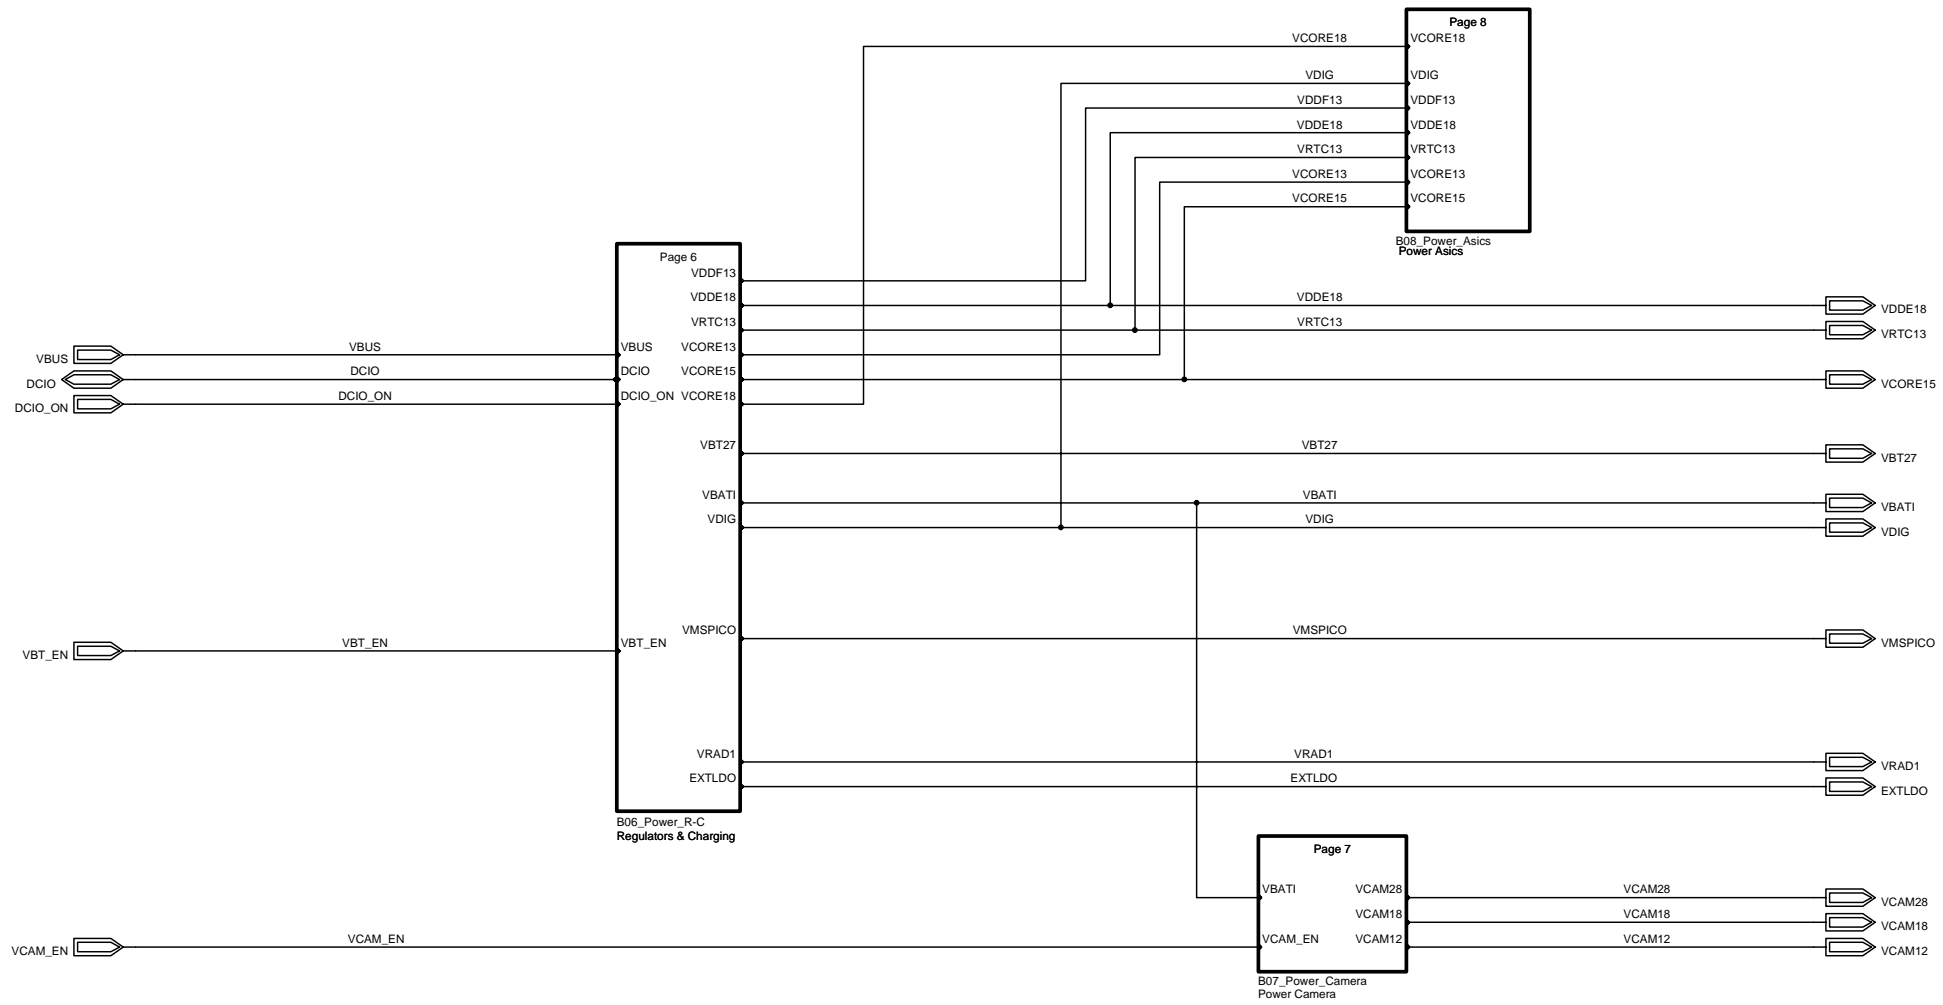 Page 8
VCORE18
VCORE18
VDIG
VDIG
VDDF13
VDDF13
VDDE18
VDDE18
VRTC13
VRTC13
VCORE13
VCORE13
VCORE15
VCORE15
B08_Power_Asics
Power Asics
Page 6
VDDF13
VDDE18
VDDE18
VDDE18
VRTC13
VRTC13
VRTC13
VBUS
VBUS
VBUS
VCORE13
DCIO
DCIO
DCIO
VCORE15
VCORE15
DCIO_ON
DCIO_ON
DCIO_ON
VCORE18
VBT27
VBT27
VBT27
VBATI
VBATI
VBATI
VDIG
VDIG
VDIG
VMSPICO
VMSPICO
VMSPICO
VBT_EN
VBT_EN
VBT_EN
VRAD1
VRAD1
VRAD1
EXTLDO
EXTLDO
EXTLDO
B06_Power_R-C
Regulators & Charging
Page 7
VBATI
VCAM28
VCAM28
VCAM28
VCAM18
VCAM18
VCAM18
VCAM_EN
VCAM_EN
VCAM_EN
VCAM12
VCAM12
VCAM12
B07_Power_Camera
Power Camera